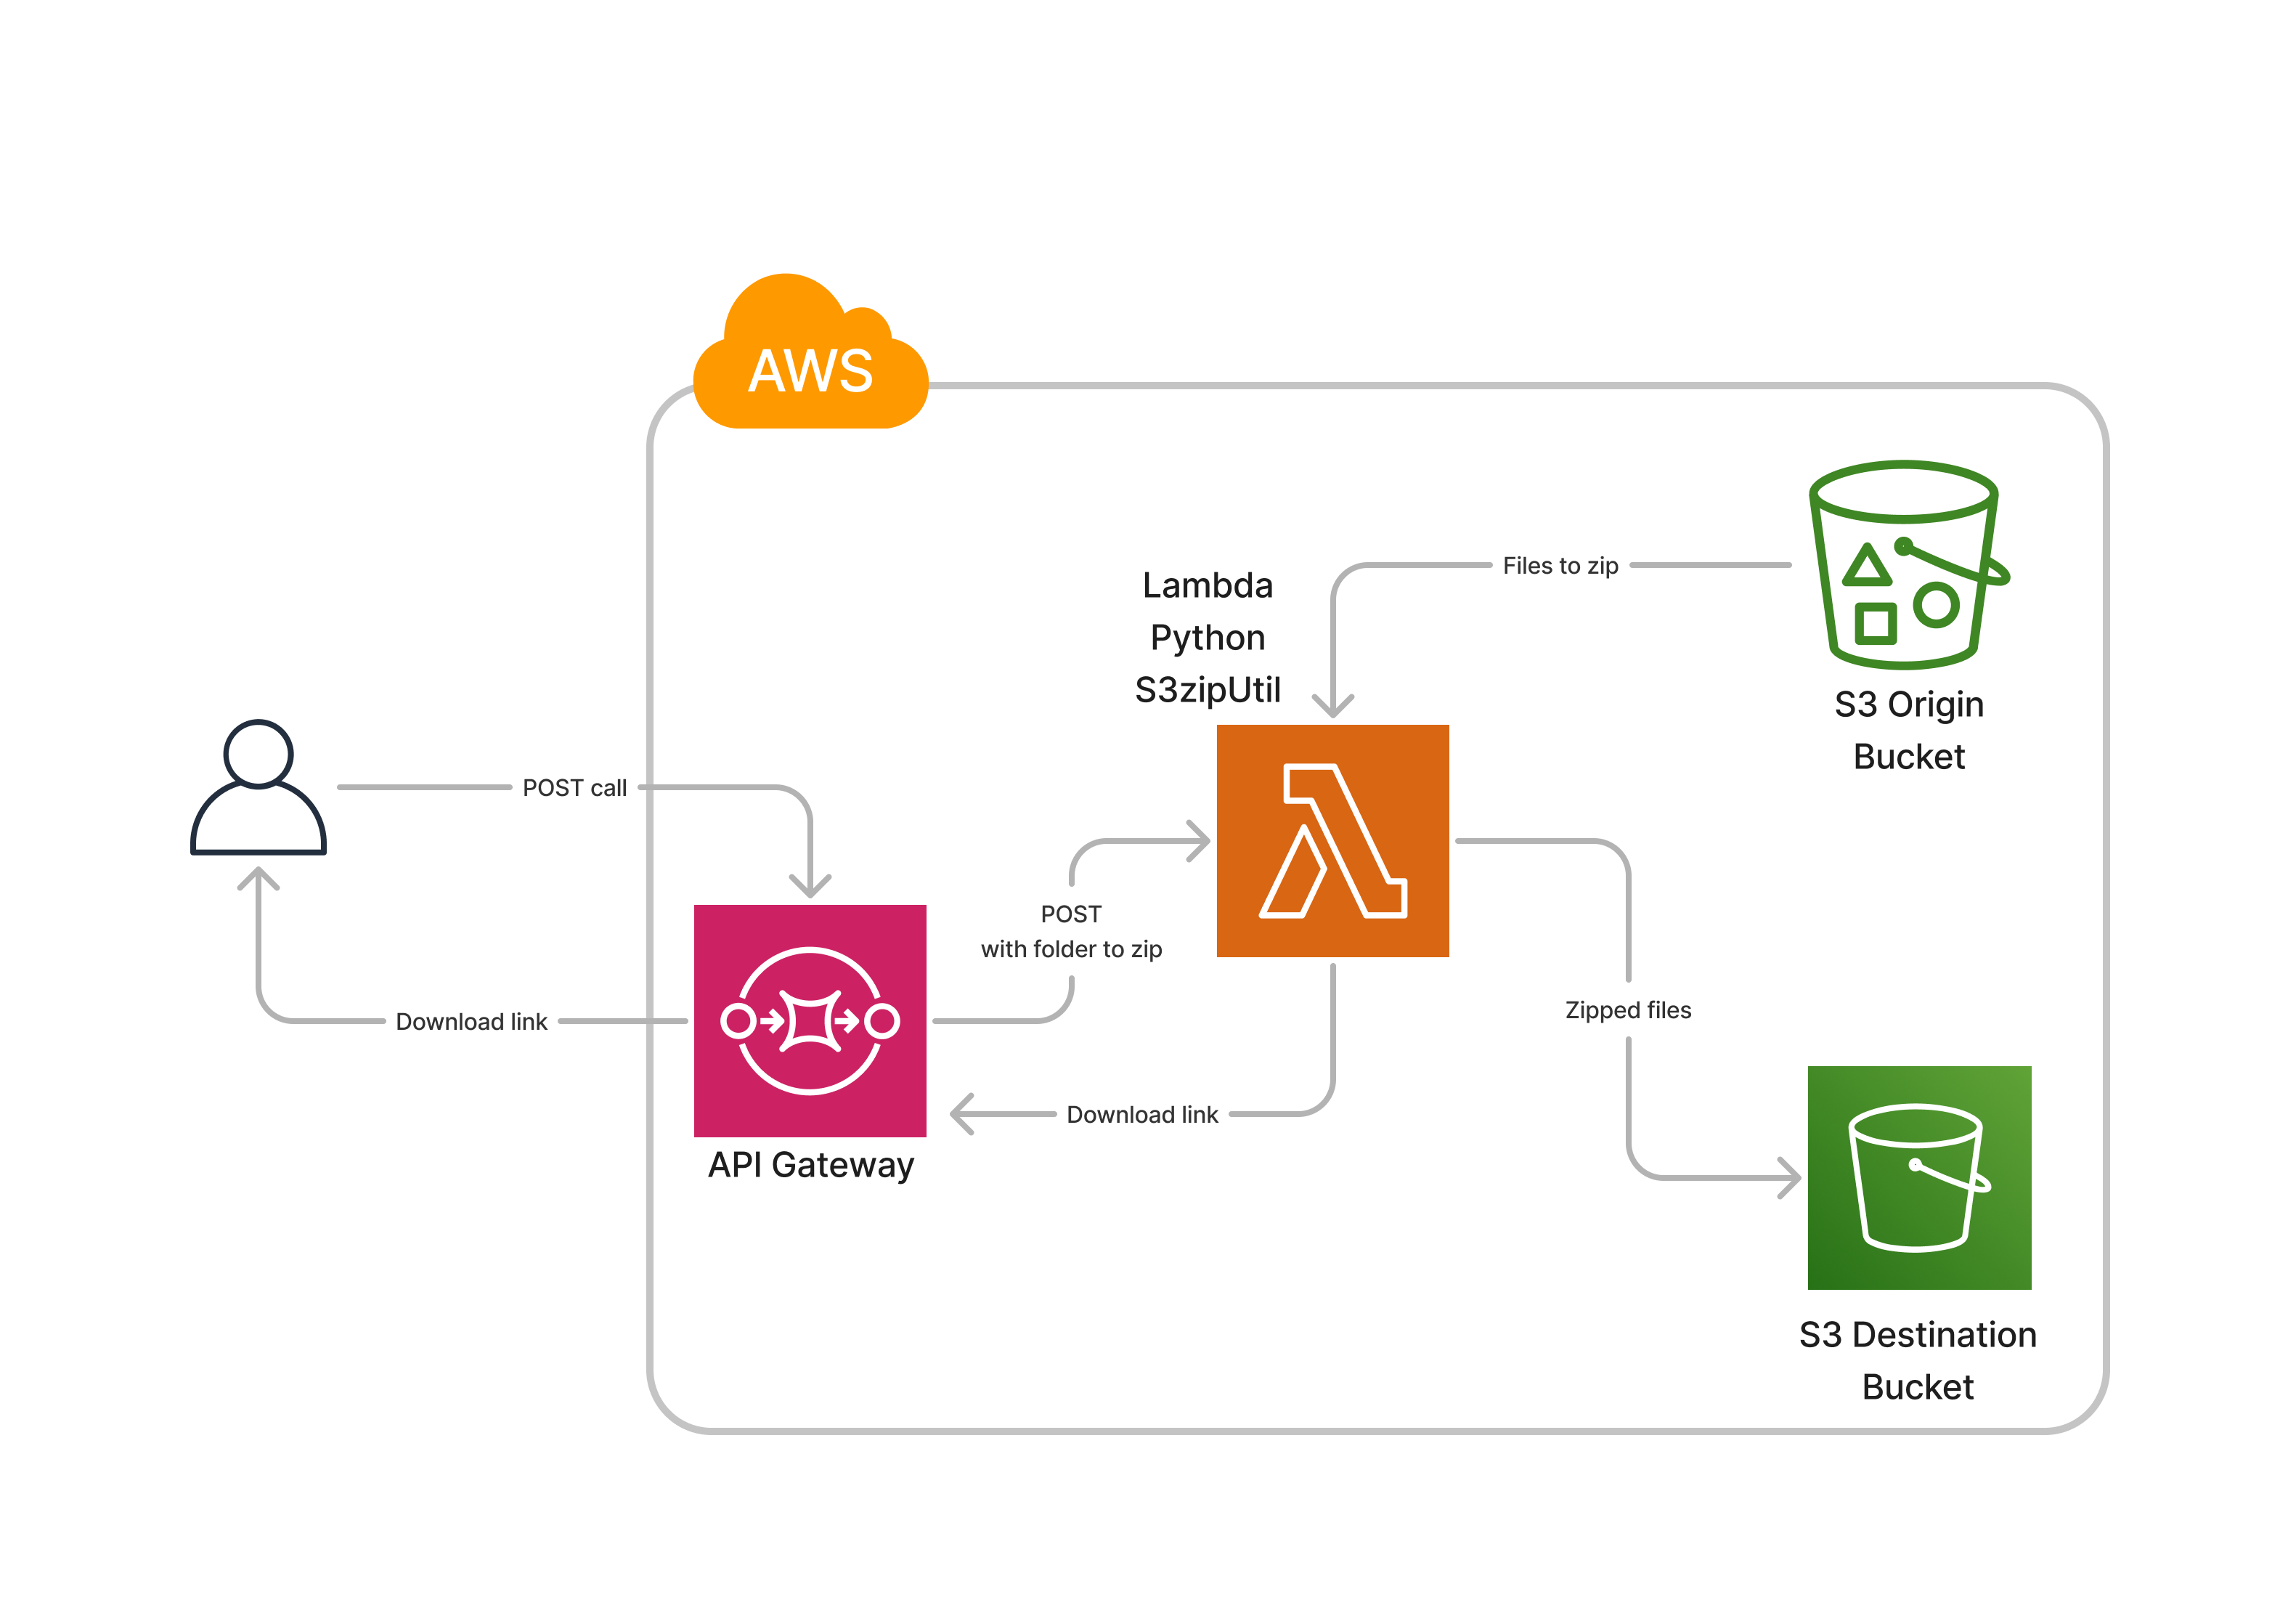 AWS
Files to zip
Lambda
Python
S3zipUtil
S3 Origin
Bucket
POST call
POST
with folder to zip
Zipped files
Download link
Download link
API Gateway
S3 Destination
Bucket